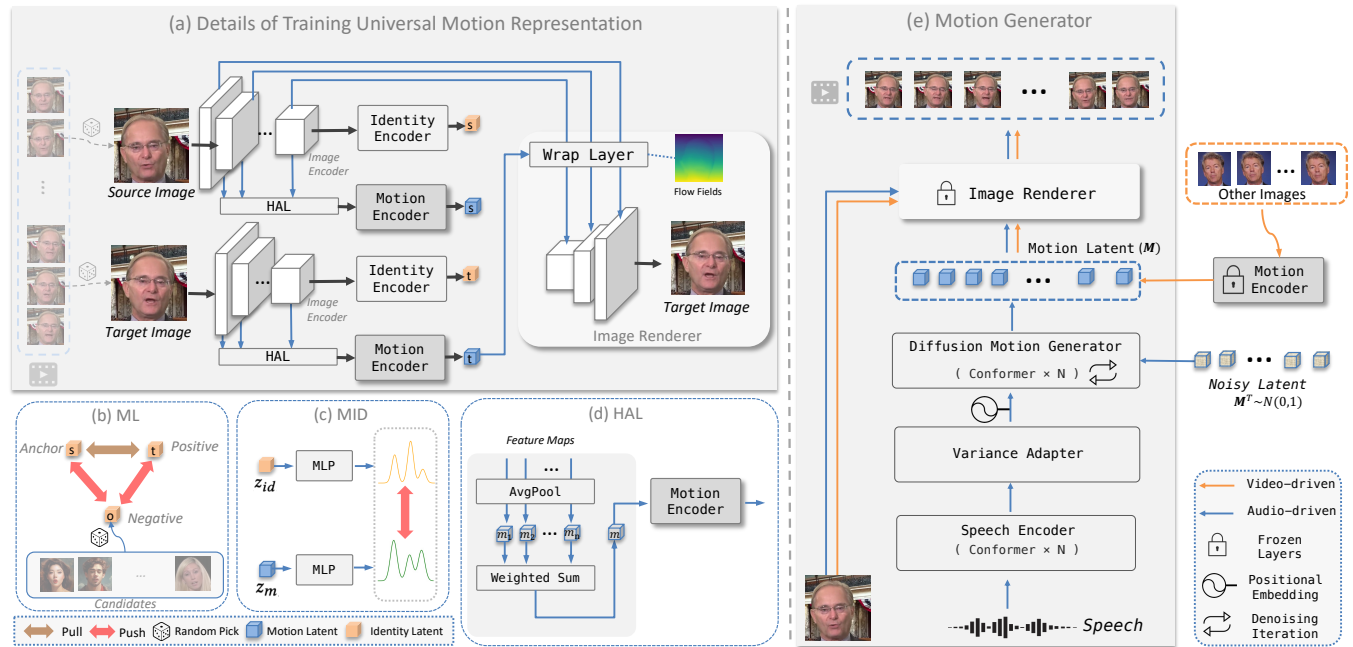 (a) Details of Training Universal Motion Representation
Source Image
Image
Encoder
Identity
Encoder
s
HAL
Motion
Encoder
s
Wrap Layer
Flow Fields
Target Image
Image
Encoder
Identity
Encoder
t
HAL
Motion
Encoder
t
Target Image
Image Renderer
(b) ML
Anchor
s
t
Positive
o
Negative
...
Candidates
(c) MID
z_id
MLP
z_m
MLP
(d) HAL
Feature Maps
...
AvgPool
m_1 m_2 ... m_n
Weighted Sum
m
Motion
Encoder
Pull
Push
Random Pick
Motion Latent
Identity Latent
(e) Motion Generator
Image Renderer
Other Images
Motion Latent(M)
Motion
Encoder
Diffusion Motion Generator
( Conformer × N )
Noisy Latent
M^T~N(0,1)
Variance Adapter
Speech Encoder
( Conformer × N )
Speech
Video-driven
Audio-driven
Frozen
Layers
Positional
Embedding
Denoising
Iteration